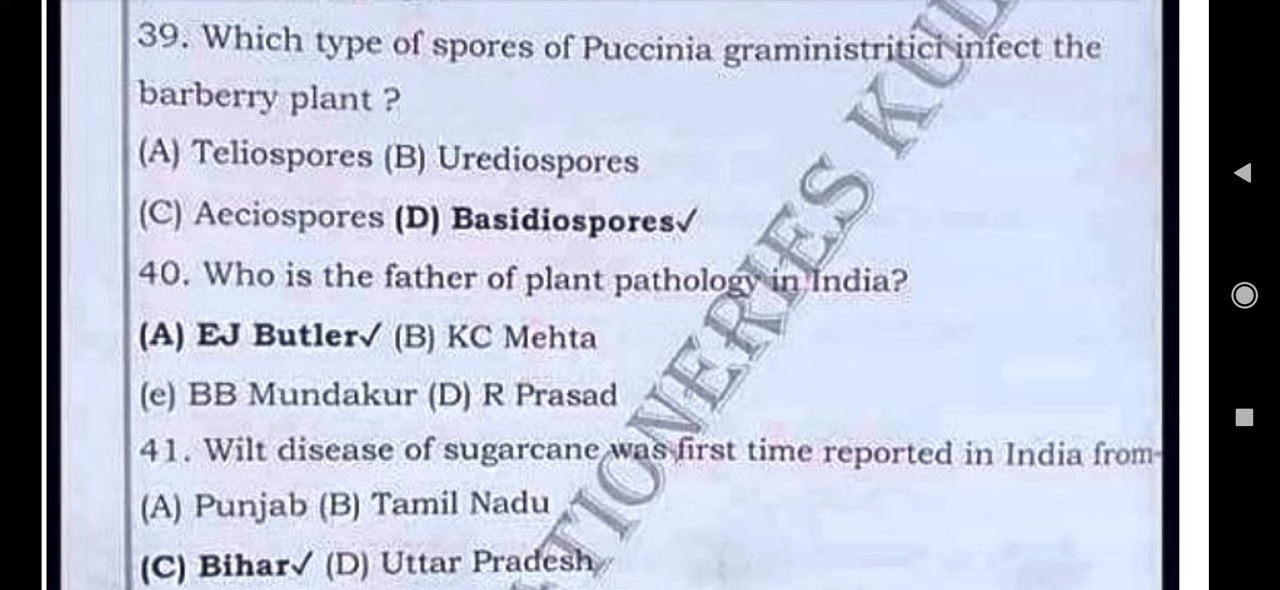 39. Which type of spores of Puccinia graministritici infect the
barberry plant ?
(A) Teliospores (B) Urediospores
(C) Aeciospores (D) Basidiospores✓
40. Who is the father of plant pathology in India?
(A) EJ Butler✓ (B) KC Mehta
(e) BB Mundakur (D) R Prasad
41. Wilt disease of sugarcane was first time reported in India from-
(A) Punjab (B) Tamil Nadu
(C) Bihar✓ (D) Uttar Pradesh